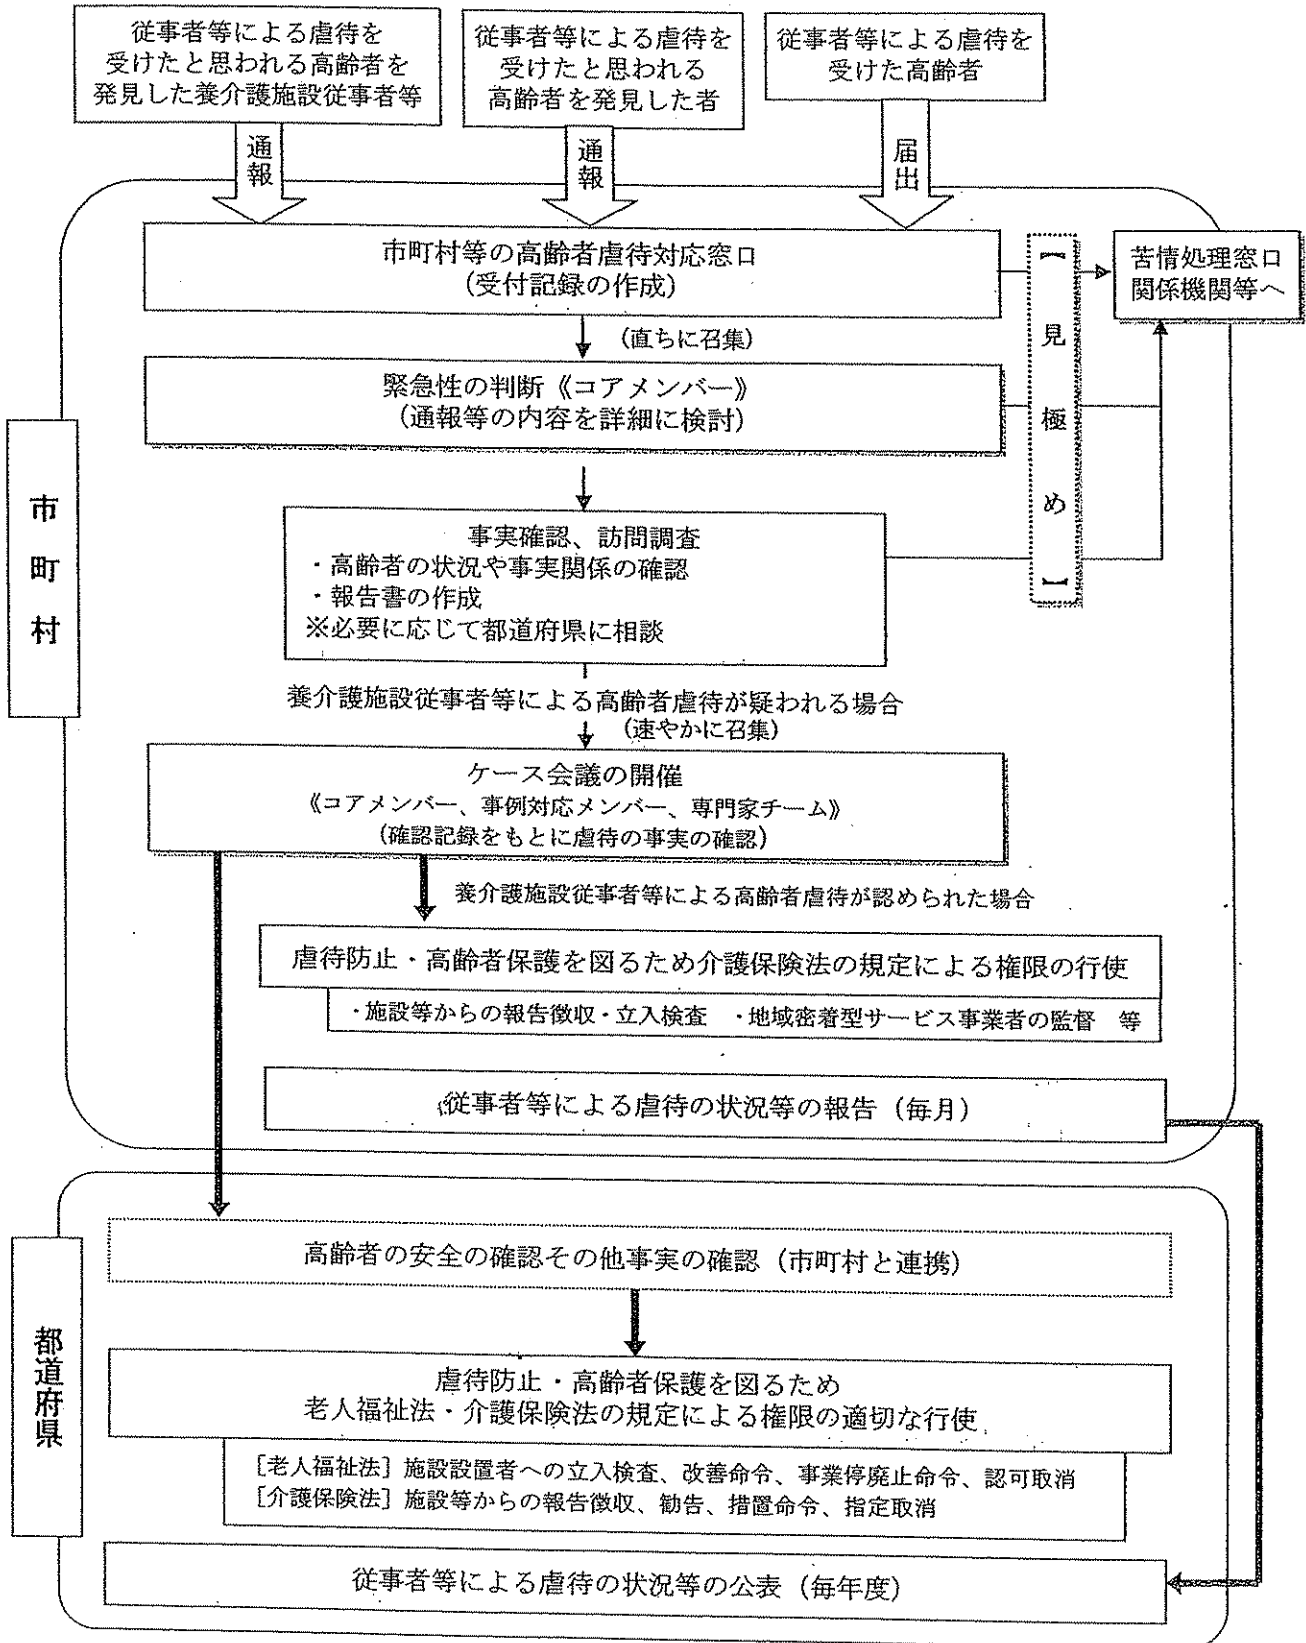 従事者等による虐待を
受けたと思われる高齢者を
発見した養介護施設従事者等
従事者等による虐待を
受けたと思われる
高齢者を発見した者
従事者等による虐待を
受けた高齢者
通報
通報
届出
市町村等の高齢者虐待対応窓口
(受付記録の作成)
【見極め】
苦情処理窓口
関係機関等へ
(直ちに召集)
緊急性の判断《コアメンバー》
(通報等の内容を詳細に検討)
市町村
事実確認、訪問調査
・高齢者の状況や事実関係の確認
・報告書の作成
※必要に応じて都道府県に相談
養介護施設従事者等による高齢者虐待が疑われる場合
(速やかに召集)
ケース会議の開催
《コアメンバー、事例対応メンバー、専門家チーム》
(確認記録をもとに虐待の事実の確認)
養介護施設従事者等による高齢者虐待が認められた場合
虐待防止・高齢者保護を図るため介護保険法の規定による権限の行使
・施設等からの報告徴収・立入検査 ・地域密着型サービス事業者の監督 等
従事者等による虐待の状況等の報告(毎月)
都道府県
高齢者の安全の確認その他事実の確認(市町村と連携)
虐待防止・高齢者保護を図るため
老人福祉法・介護保険法の規定による権限の適切な行使
[老人福祉法]施設設置者への立入検査、改善命令、事業停廃止命令、認可取消
[介護保険法]施設等からの報告徴収、勧告、措置命令、指定取消
従事者等による虐待の状況等の公表(毎年度)